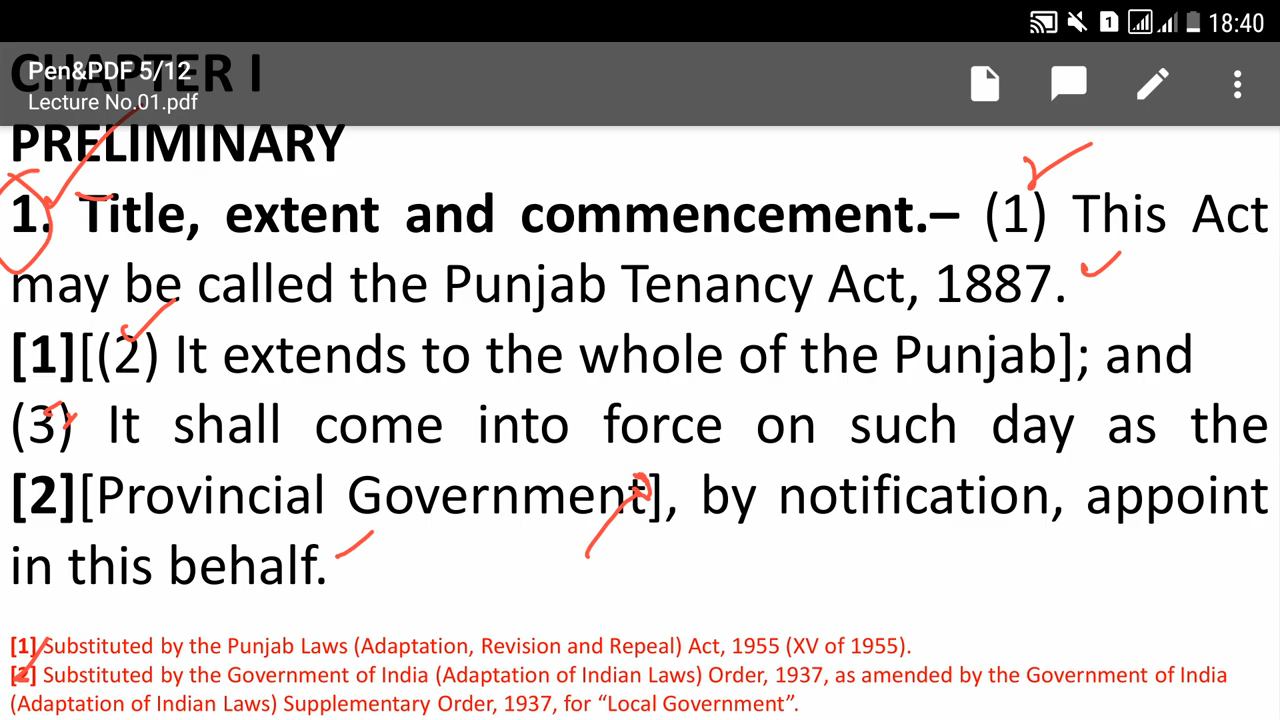 18:40
CHAPTER I
Pen&PDF 5/12
Lecture No.01.pdf
PRELIMINARY
1. Title, extent and commencement.– (1) This Act
may be called the Punjab Tenancy Act, 1887.
[1][(2) It extends to the whole of the Punjab]; and
(3) It shall come into force on such day as the
[2][Provincial Government], by notification, appoint
in this behalf.
[1] Substituted by the Punjab Laws (Adaptation, Revision and Repeal) Act, 1955 (XV of 1955).
[2] Substituted by the Government of India (Adaptation of Indian Laws) Order, 1937, as amended by the Government of India
(Adaptation of Indian Laws) Supplementary Order, 1937, for “Local Government”.